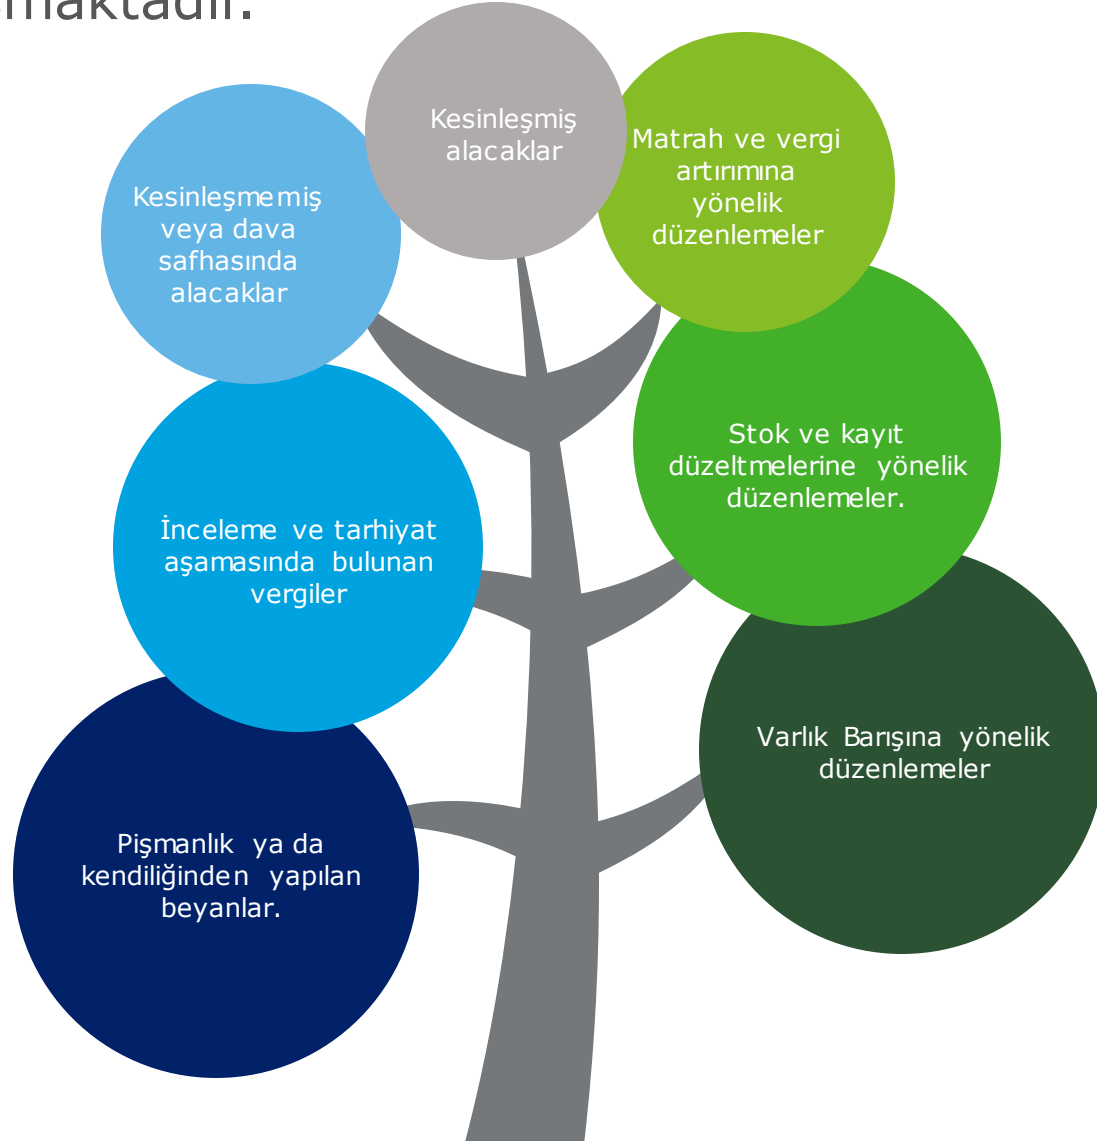 Kesinleşmiş
alacaklar
Matrah ve vergi
artırımına
yönelik
düzenlemeler
Kesinleşmemiş
veya dava
safhasında
alacaklar
Stok ve kayıt
düzeltmelerine yönelik
düzenlemeler.
İnceleme ve tarhiyat
aşamasında bulunan
vergiler
Varlık Barışına yönelik
düzenlemeler
Pişmanlık ya da
kendiliğinden yapılan
beyanlar.